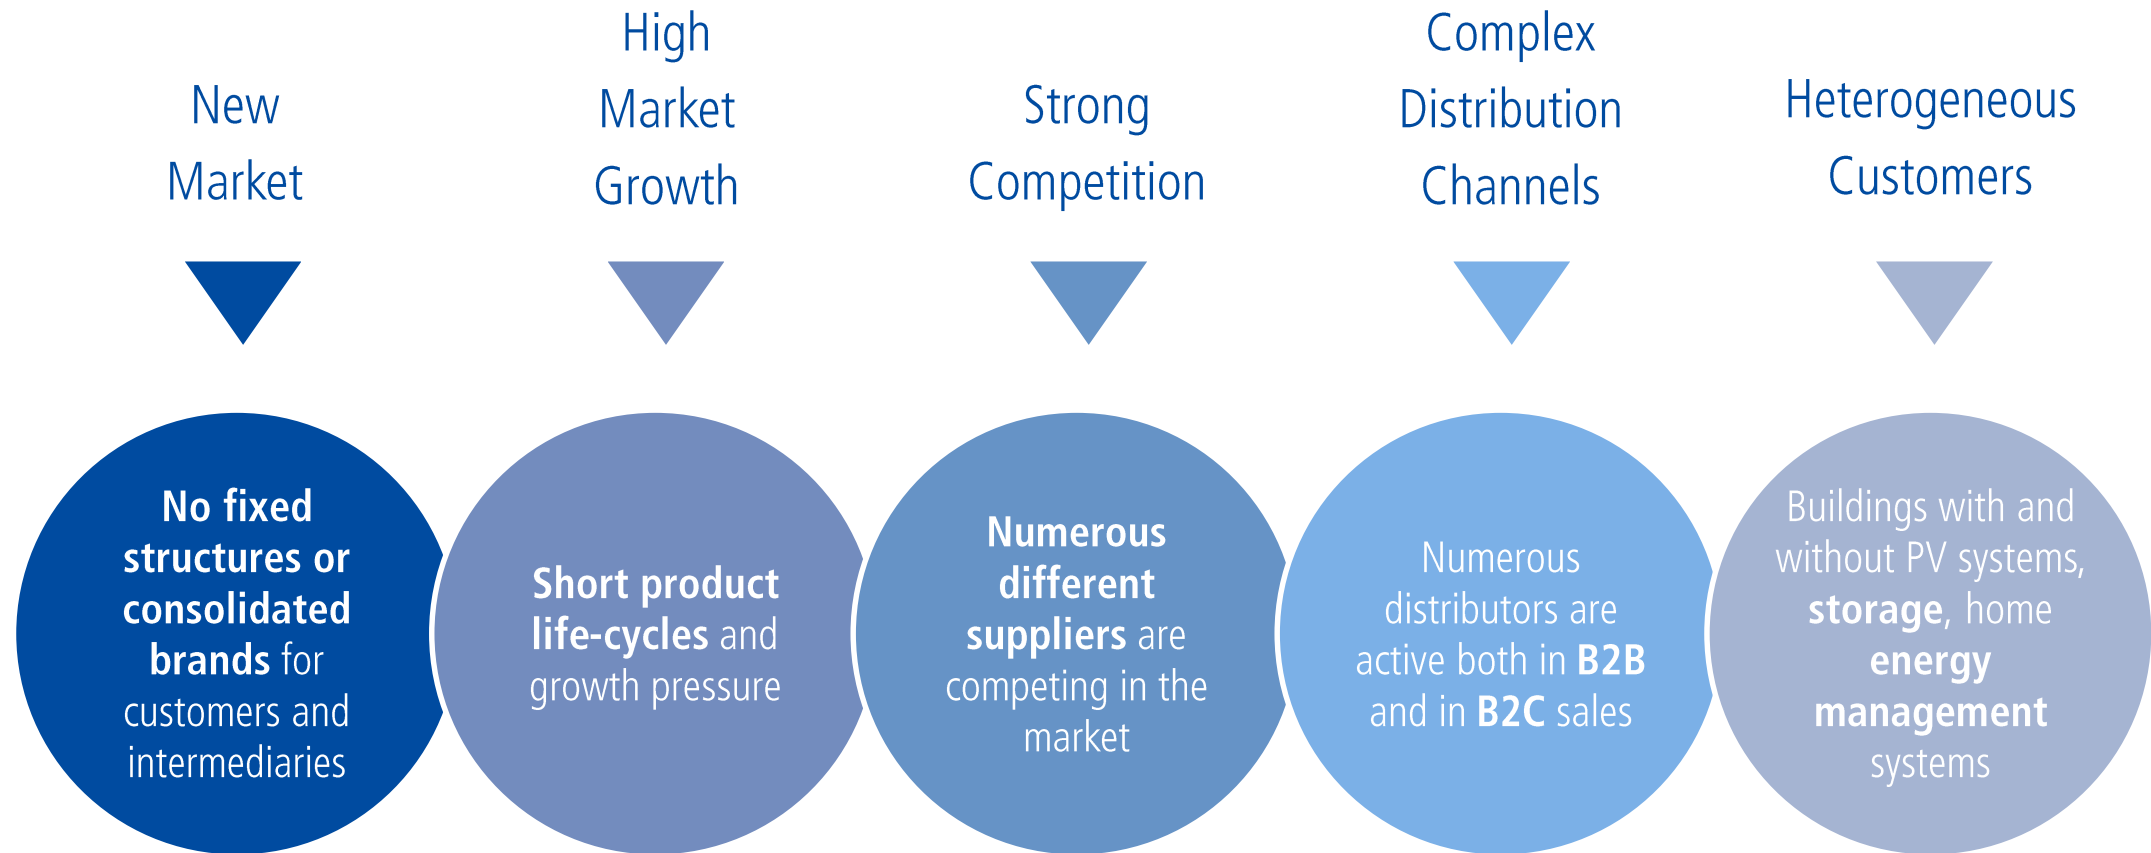 New
Market
High
Market
Growth
Strong
Competition
Complex
Distribution
Channels
Heterogeneous
Customers
No fixed
structures or
consolidated
brands for
customers and
intermediaries
Short product
life-cycles and
growth pressure
Numerous
different
suppliers are
competing in the
market
Numerous
distributors are
active both in B2B
and in B2C sales
Buildings with and
without PV systems,
storage, home
energy
management
systems